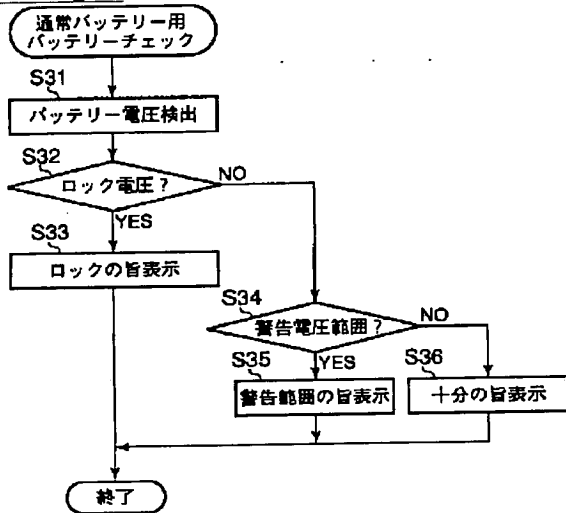 通常バッテリー用
バッテリーチェック
S31
バッテリー電圧検出
S32
ロック電圧？
NO
YES
S33
ロックの旨表示
S34
警告電圧範囲？
NO
YES
S35
警告範囲の旨表示
S36
十分の旨表示
終了